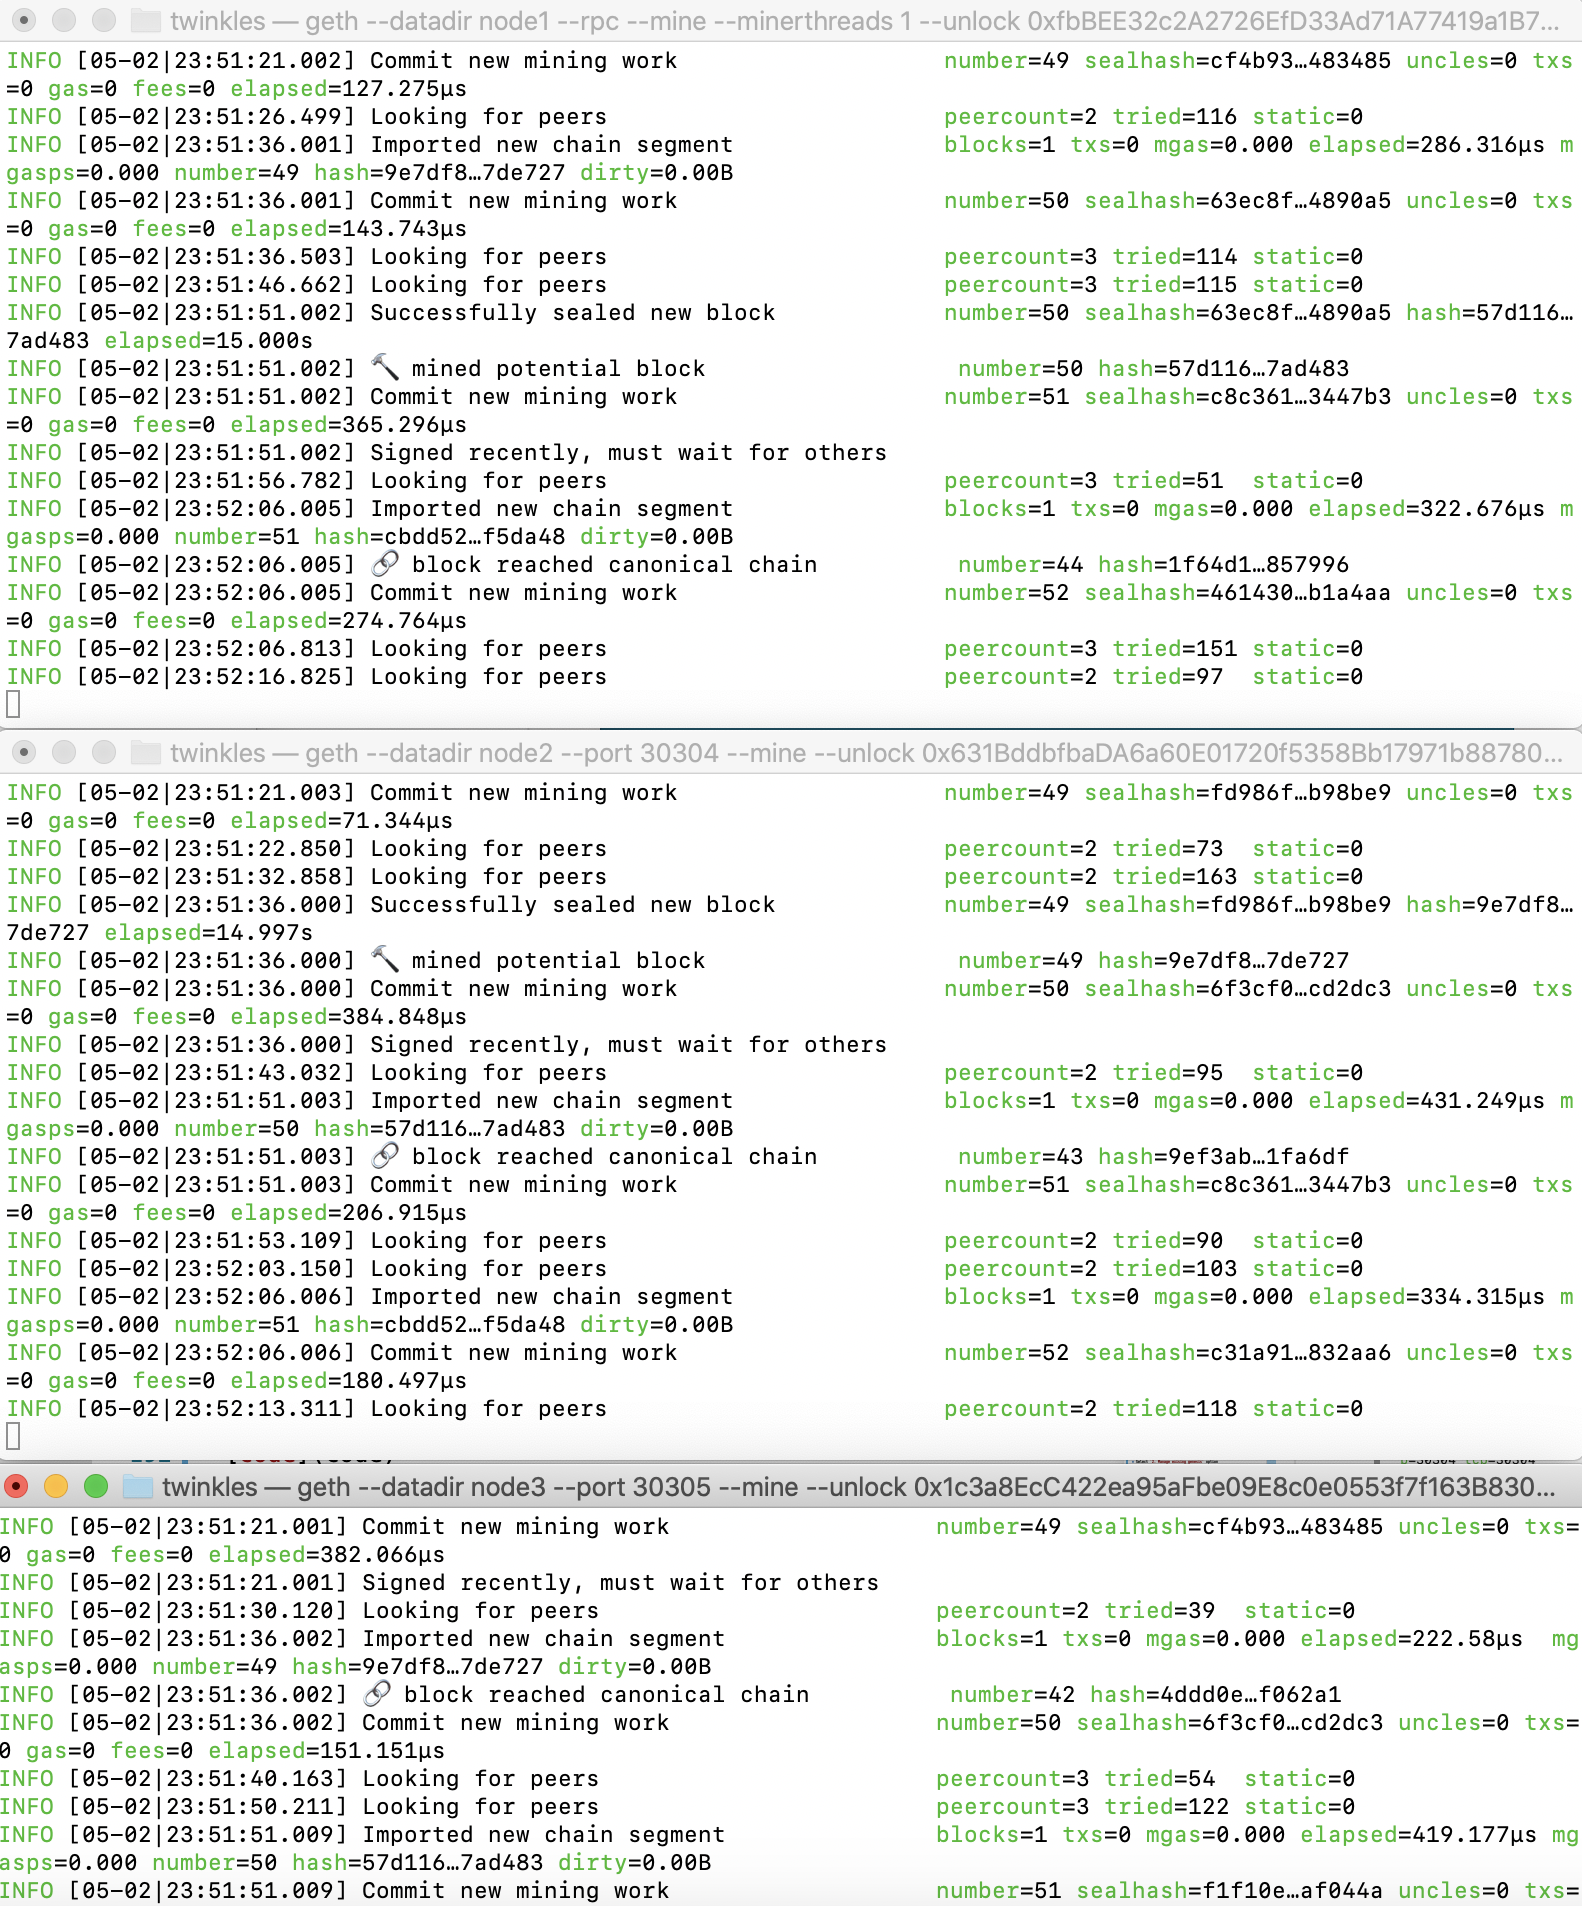 twinkles — geth --datadir node1 --rpc --mine --minerthreads 1 --unlock 0xfbBEE32c2A2726EfD33Ad71A77419a1B7...
INFO [05-02|23:51:21.002] Commit new mining work number=49 sealhash=cf4b93…483485 uncles=0 txs
=0 gas=0 fees=0 elapsed=127.275µs
INFO [05-02|23:51:26.499] Looking for peers peercount=2 tried=116 static=0
INFO [05-02|23:51:36.001] Imported new chain segment blocks=1 txs=0 mgas=0.000 elapsed=286.316µs m
gasps=0.000 number=49 hash=9e7df8…7de727 dirty=0.00B
INFO [05-02|23:51:36.001] Commit new mining work number=50 sealhash=63ec8f…4890a5 uncles=0 txs
=0 gas=0 fees=0 elapsed=143.743µs
INFO [05-02|23:51:36.503] Looking for peers peercount=3 tried=114 static=0
INFO [05-02|23:51:46.662] Looking for peers peercount=3 tried=115 static=0
INFO [05-02|23:51:51.002] Successfully sealed new block number=50 sealhash=63ec8f…4890a5 hash=57d116…
7ad483 elapsed=15.000s
INFO [05-02|23:51:51.002] 🔨 mined potential block number=50 hash=57d116…7ad483
INFO [05-02|23:51:51.002] Commit new mining work number=51 sealhash=c8c361…3447b3 uncles=0 txs
=0 gas=0 fees=0 elapsed=365.296µs
INFO [05-02|23:51:51.002] Signed recently, must wait for others
INFO [05-02|23:51:56.782] Looking for peers peercount=3 tried=51 static=0
INFO [05-02|23:52:06.005] Imported new chain segment blocks=1 txs=0 mgas=0.000 elapsed=322.676µs m
gasps=0.000 number=51 hash=cbdd52…f5da48 dirty=0.00B
INFO [05-02|23:52:06.005] 🔗 block reached canonical chain number=44 hash=1f64d1…857996
INFO [05-02|23:52:06.005] Commit new mining work number=52 sealhash=461430…b1a4aa uncles=0 txs
=0 gas=0 fees=0 elapsed=274.764µs
INFO [05-02|23:52:06.813] Looking for peers peercount=3 tried=151 static=0
INFO [05-02|23:52:16.825] Looking for peers peercount=2 tried=97 static=0
twinkles — geth --datadir node2 --port 30304 --mine --unlock 0x631BddbfbaDA6a60E01720f5358Bb17971b88780...
INFO [05-02|23:51:21.003] Commit new mining work number=49 sealhash=fd986f…b98be9 uncles=0 txs
=0 gas=0 fees=0 elapsed=71.344µs
INFO [05-02|23:51:22.850] Looking for peers peercount=2 tried=73 static=0
INFO [05-02|23:51:32.858] Looking for peers peercount=2 tried=163 static=0
INFO [05-02|23:51:36.000] Successfully sealed new block number=49 sealhash=fd986f…b98be9 hash=9e7df8…
7de727 elapsed=14.997s
INFO [05-02|23:51:36.000] 🔨 mined potential block number=49 hash=9e7df8…7de727
INFO [05-02|23:51:36.000] Commit new mining work number=50 sealhash=6f3cf0…cd2dc3 uncles=0 txs
=0 gas=0 fees=0 elapsed=384.848µs
INFO [05-02|23:51:36.000] Signed recently, must wait for others
INFO [05-02|23:51:43.032] Looking for peers peercount=2 tried=95 static=0
INFO [05-02|23:51:51.003] Imported new chain segment blocks=1 txs=0 mgas=0.000 elapsed=431.249µs m
gasps=0.000 number=50 hash=57d116…7ad483 dirty=0.00B
INFO [05-02|23:51:51.003] 🔗 block reached canonical chain number=43 hash=9ef3ab…1fa6df
INFO [05-02|23:51:51.003] Commit new mining work number=51 sealhash=c8c361…3447b3 uncles=0 txs
=0 gas=0 fees=0 elapsed=206.915µs
INFO [05-02|23:51:53.109] Looking for peers peercount=2 tried=90 static=0
INFO [05-02|23:52:03.150] Looking for peers peercount=2 tried=103 static=0
INFO [05-02|23:52:06.006] Imported new chain segment blocks=1 txs=0 mgas=0.000 elapsed=334.315µs m
gasps=0.000 number=51 hash=cbdd52…f5da48 dirty=0.00B
INFO [05-02|23:52:06.006] Commit new mining work number=52 sealhash=c31a91…832aa6 uncles=0 txs
=0 gas=0 fees=0 elapsed=180.497µs
INFO [05-02|23:52:13.311] Looking for peers peercount=2 tried=118 static=0
twinkles — geth --datadir node3 --port 30305 --mine --unlock 0x1c3a8EcC422ea95aFbe09E8c0e0553f7f163B830...
INFO [05-02|23:51:21.001] Commit new mining work number=49 sealhash=cf4b93…483485 uncles=0 txs=
0 gas=0 fees=0 elapsed=382.066µs
INFO [05-02|23:51:21.001] Signed recently, must wait for others
INFO [05-02|23:51:30.120] Looking for peers peercount=2 tried=39 static=0
INFO [05-02|23:51:36.002] Imported new chain segment blocks=1 txs=0 mgas=0.000 elapsed=222.58µs mg
asps=0.000 number=49 hash=9e7df8…7de727 dirty=0.00B
INFO [05-02|23:51:36.002] 🔗 block reached canonical chain number=42 hash=4ddd0e…f062a1
INFO [05-02|23:51:36.002] Commit new mining work number=50 sealhash=6f3cf0…cd2dc3 uncles=0 txs=
0 gas=0 fees=0 elapsed=151.151µs
INFO [05-02|23:51:40.163] Looking for peers peercount=3 tried=54 static=0
INFO [05-02|23:51:50.211] Looking for peers peercount=3 tried=122 static=0
INFO [05-02|23:51:51.009] Imported new chain segment blocks=1 txs=0 mgas=0.000 elapsed=419.177µs mg
asps=0.000 number=50 hash=57d116…7ad483 dirty=0.00B
INFO [05-02|23:51:51.009] Commit new mining work number=51 sealhash=f1f10e…af044a uncles=0 txs=